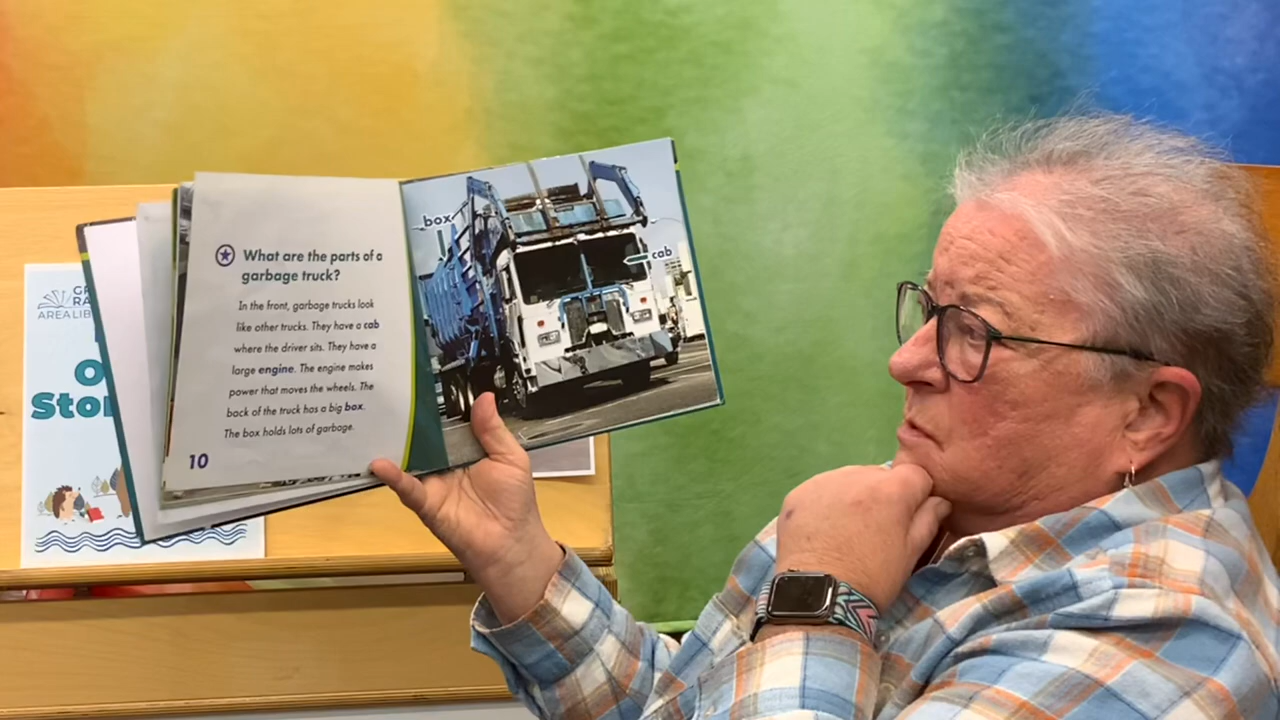 What are the parts of a
garbage truck?
In the front, garbage trucks look
like other trucks. They have a cab
where the driver sits. They have a
large engine. The engine makes
power that moves the wheels. The
back of the truck has a big box.
The box holds lots of garbage.
10
box
cab
AREA